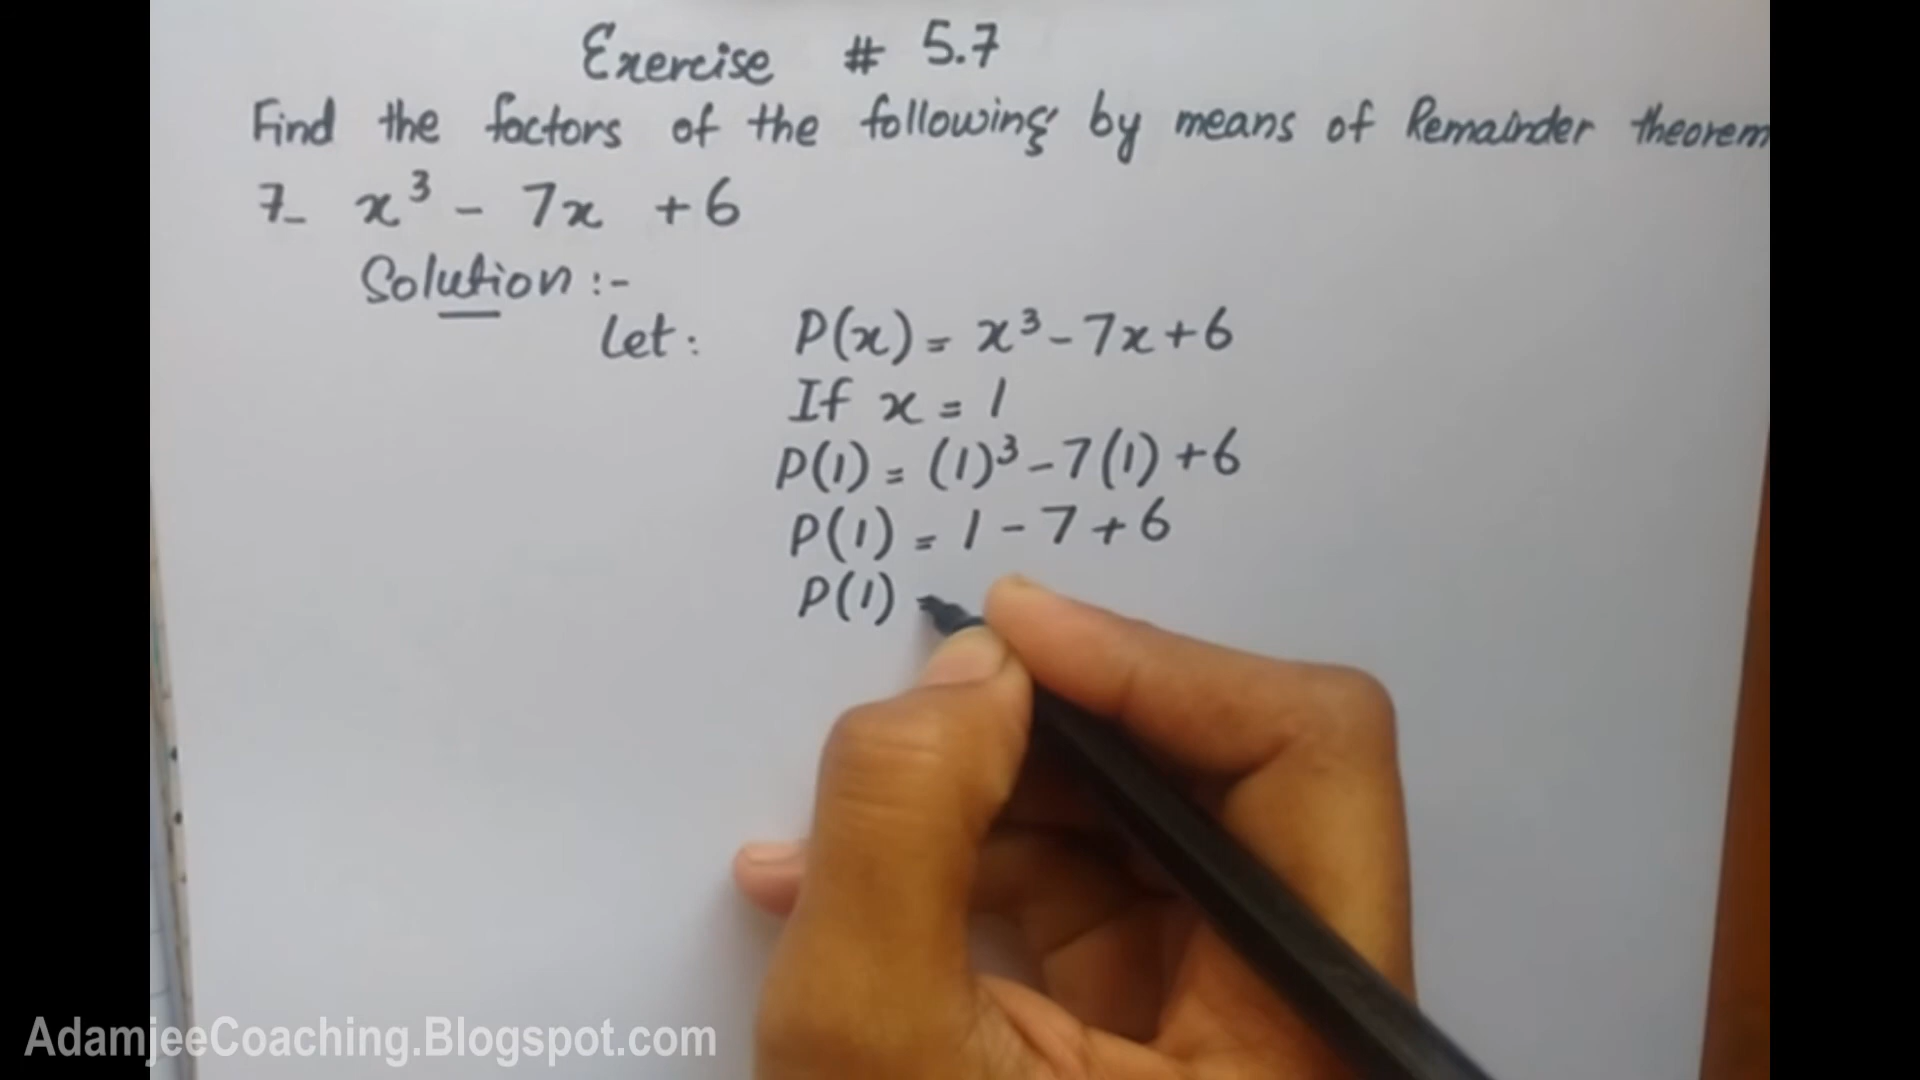 Exercise # 5.7
Find the factors of the following by means of Remainder theorem
7- x³ - 7x + 6
Solution :-
Let : P(x) = x³ - 7x + 6
If x = 1
P(1) = (1)³ - 7(1) + 6
P(1) = 1 - 7 + 6
P(1) =
AdamjeeCoaching.Blogspot.com